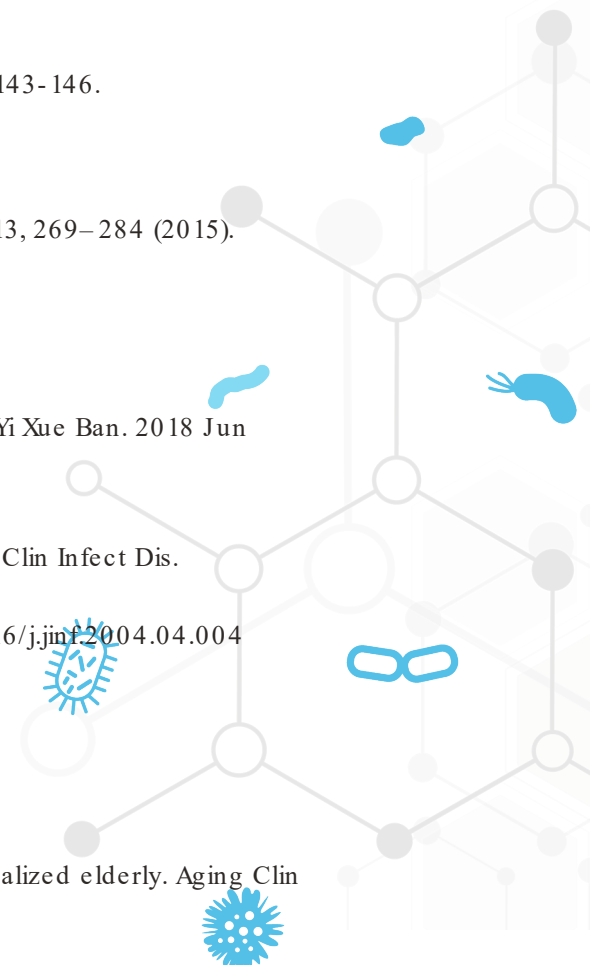 143-146.
13, 269–284 (2015).
Yi Xue Ban. 2018 Jun
Clin Infect Dis.
6/j.jinf.2004.04.004
alized elderly. Aging Clin